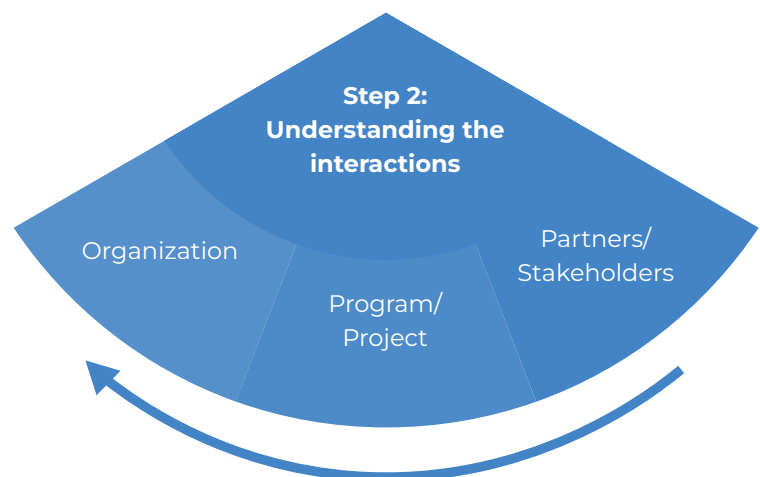 Step 2:
Understanding the
interactions
Organization
Program/
Project
Partners/
Stakeholders